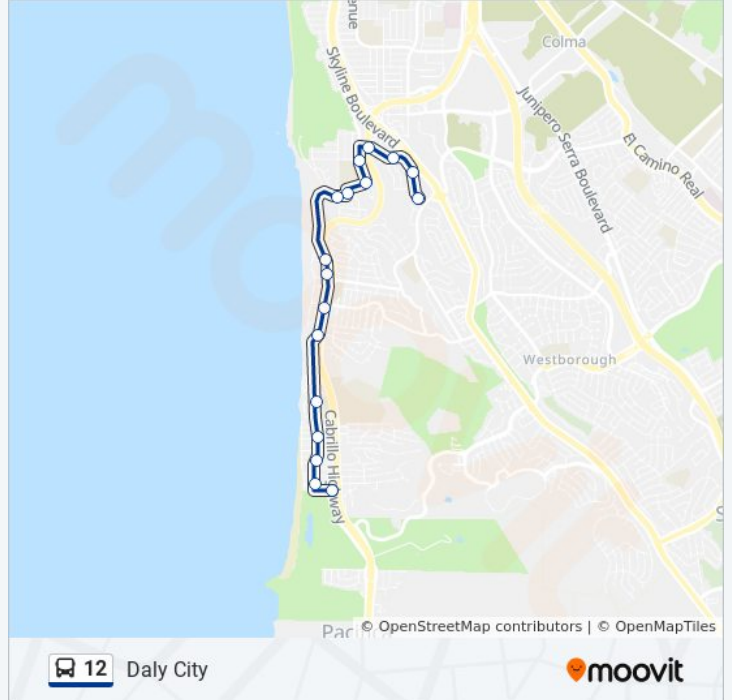 enue
Colma
Skyline Boulevard
Junipero Serra Boulevard
El Camino Real
Westborough
Cabrillo Highway
S
© OpenStreetMap contributors | © OpenMapTiles
12 Daly City
moovit